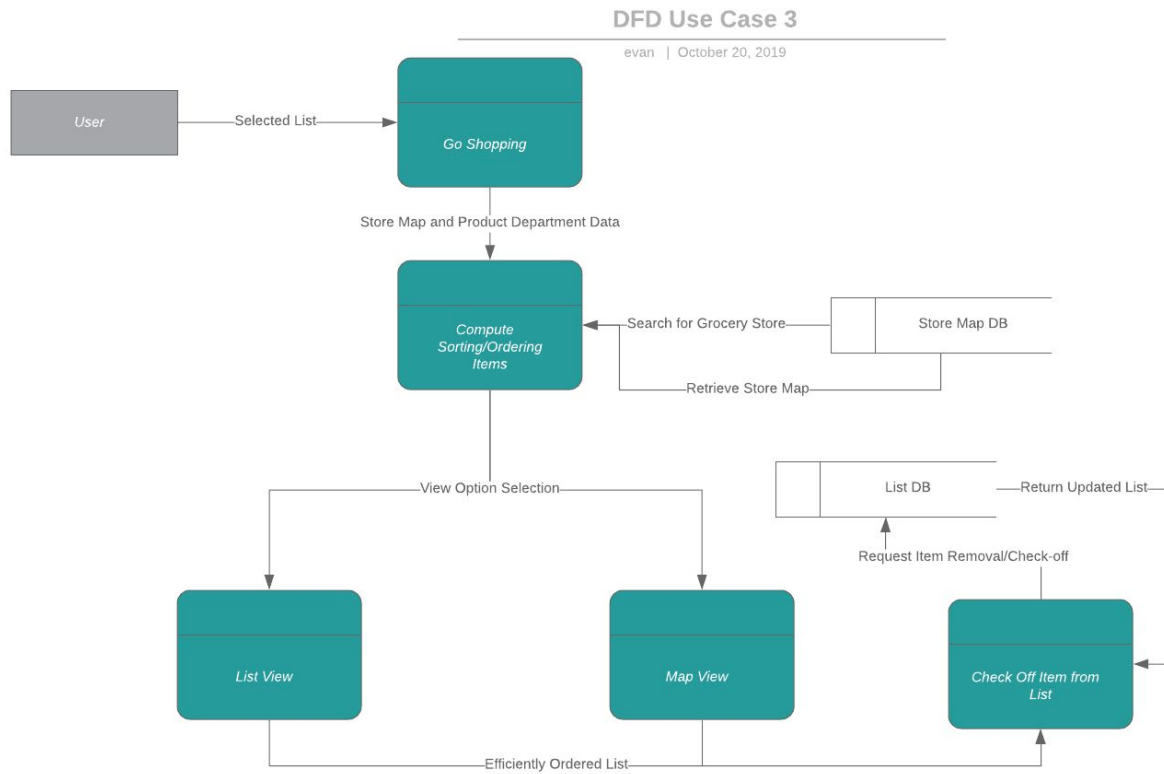 DFD Use Case 3
evan | October 20, 2019
User
Selected List
Go Shopping
Store Map and Product Department Data
Compute
Sorting/Ordering
Items
Search for Grocery Store
Store Map DB
Retrieve Store Map
View Option Selection
List DB
Return Updated List
Request Item Removal/Check-off
List View
Map View
Check Off Item from
List
Efficiently Ordered List